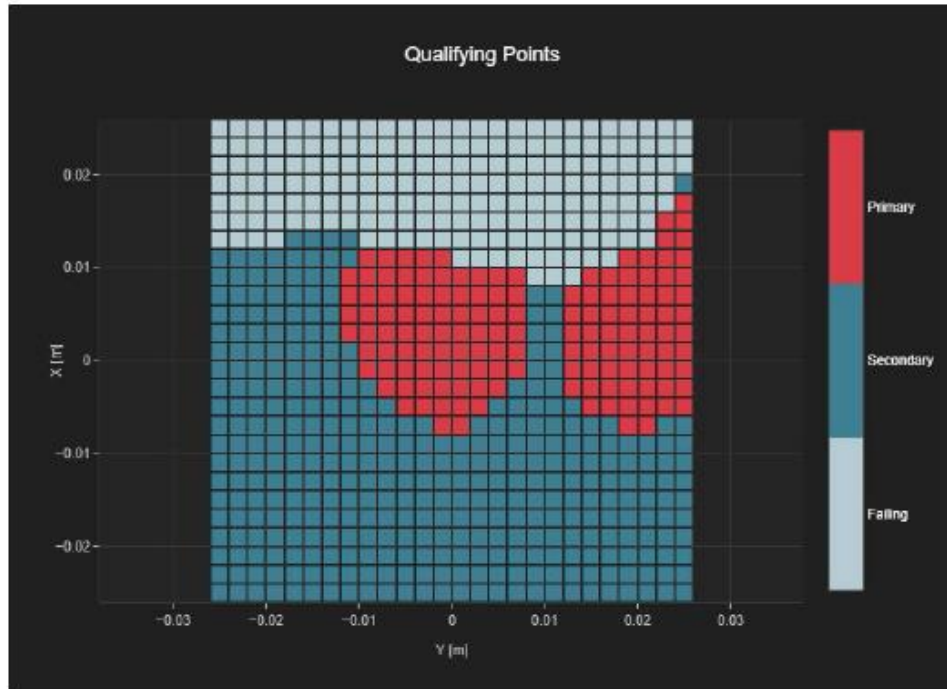 Qualifying Points
0.02
0.01
0
−0.01
−0.02
X [m]
−0.03
−0.02
−0.01
0
0.01
0.02
0.03
Y [m]
Primary
Secondary
Failing